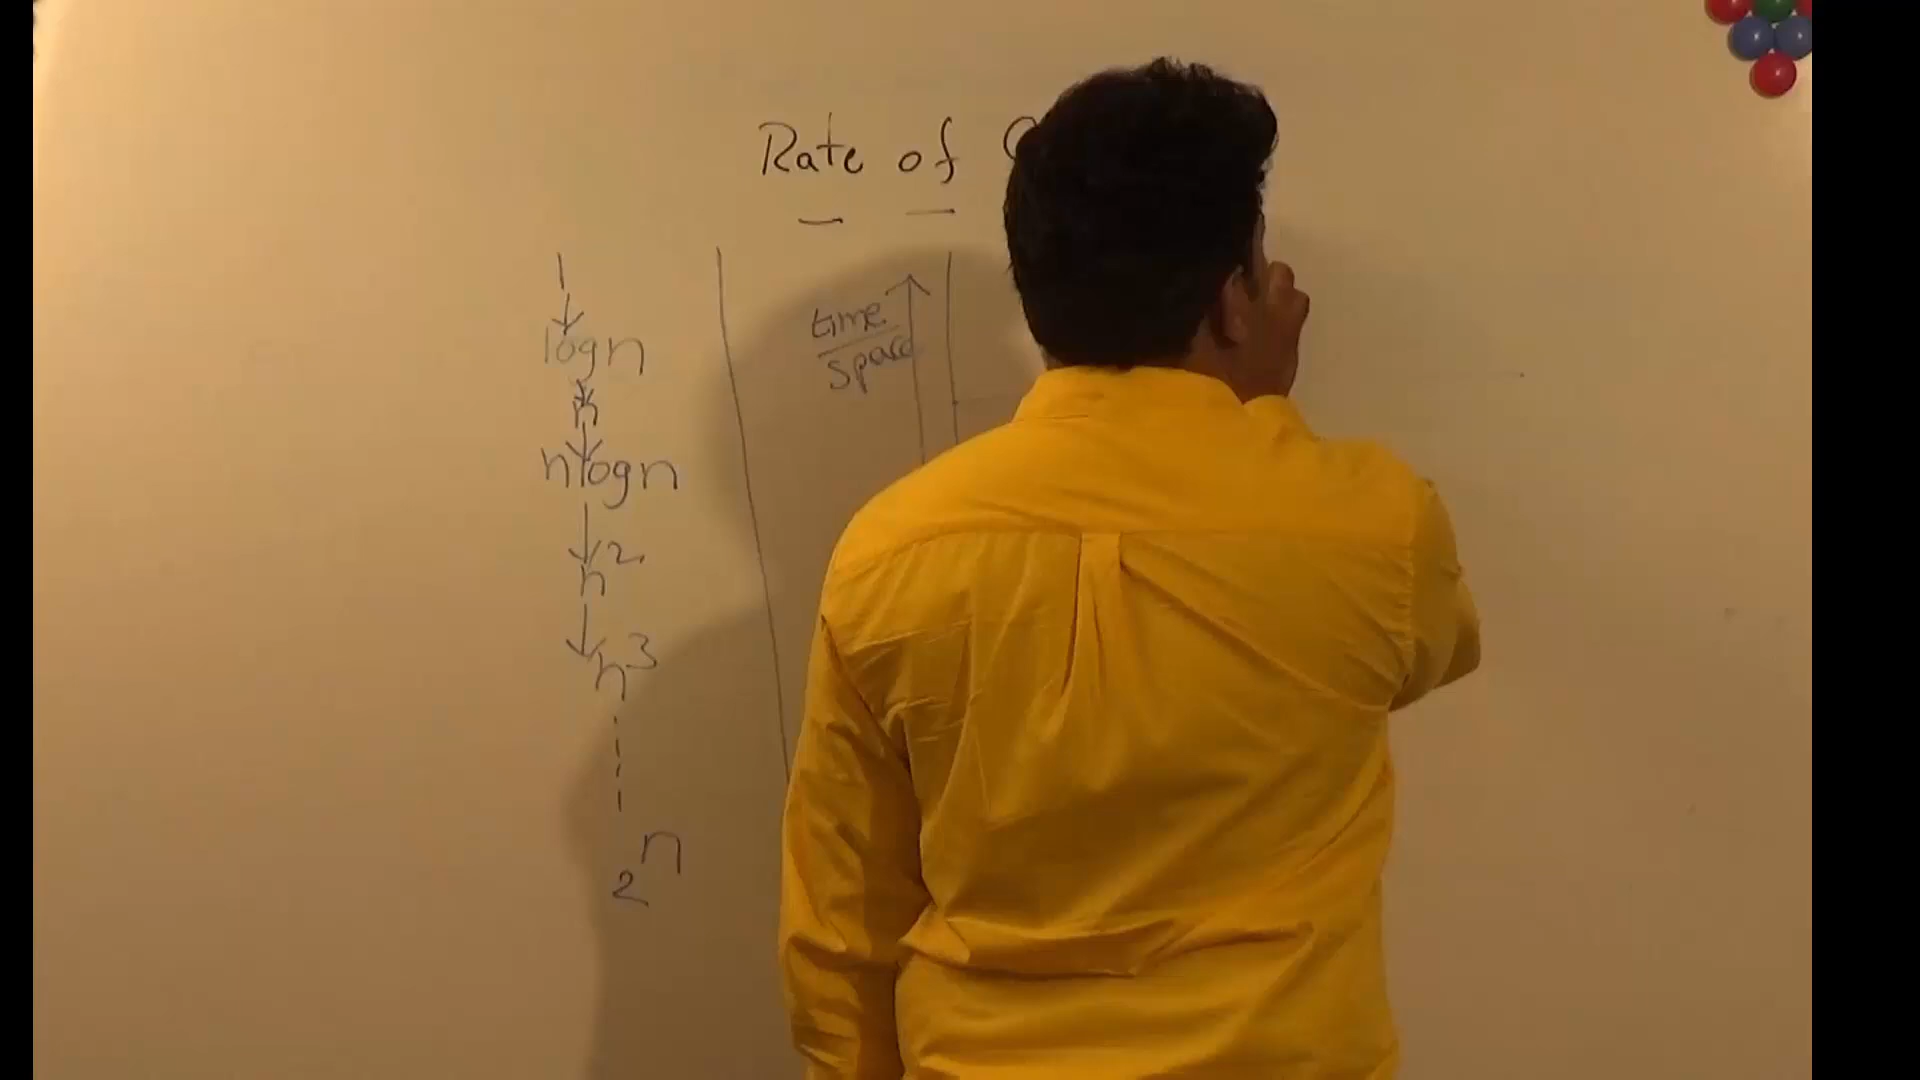 Rate of
1
log n
n
n log n
n²
n³
2ⁿ
time
space